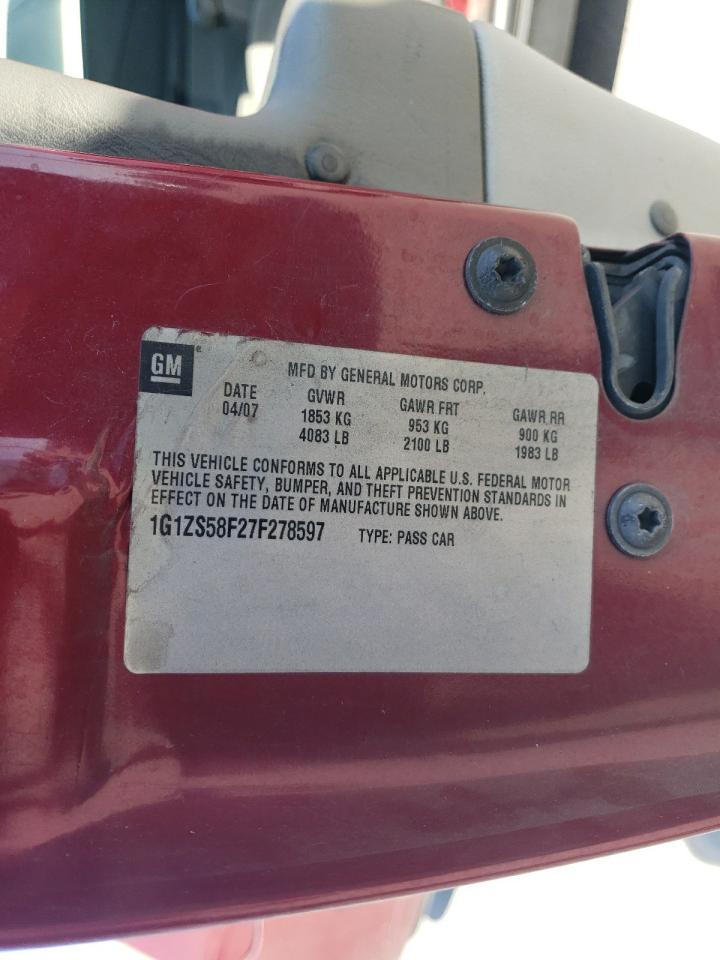 GM ®
MFD BY GENERAL MOTORS CORP.
DATE GVWR GAWR FRT GAWR RR
04/07 1853 KG 953 KG 900 KG
4083 LB 2100 LB 1983 LB
THIS VEHICLE CONFORMS TO ALL APPLICABLE U.S. FEDERAL MOTOR
VEHICLE SAFETY, BUMPER, AND THEFT PREVENTION STANDARDS IN
EFFECT ON THE DATE OF MANUFACTURE SHOWN ABOVE.
1G1ZS58F27F278597 TYPE: PASS CAR